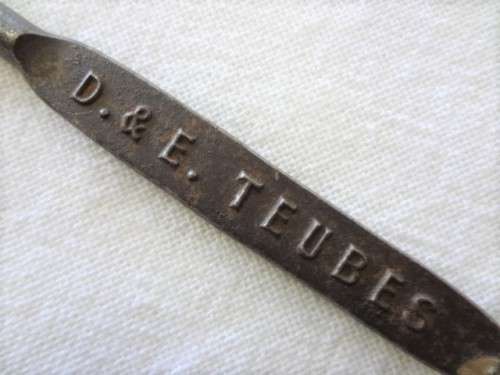 D. & E. TEUBES